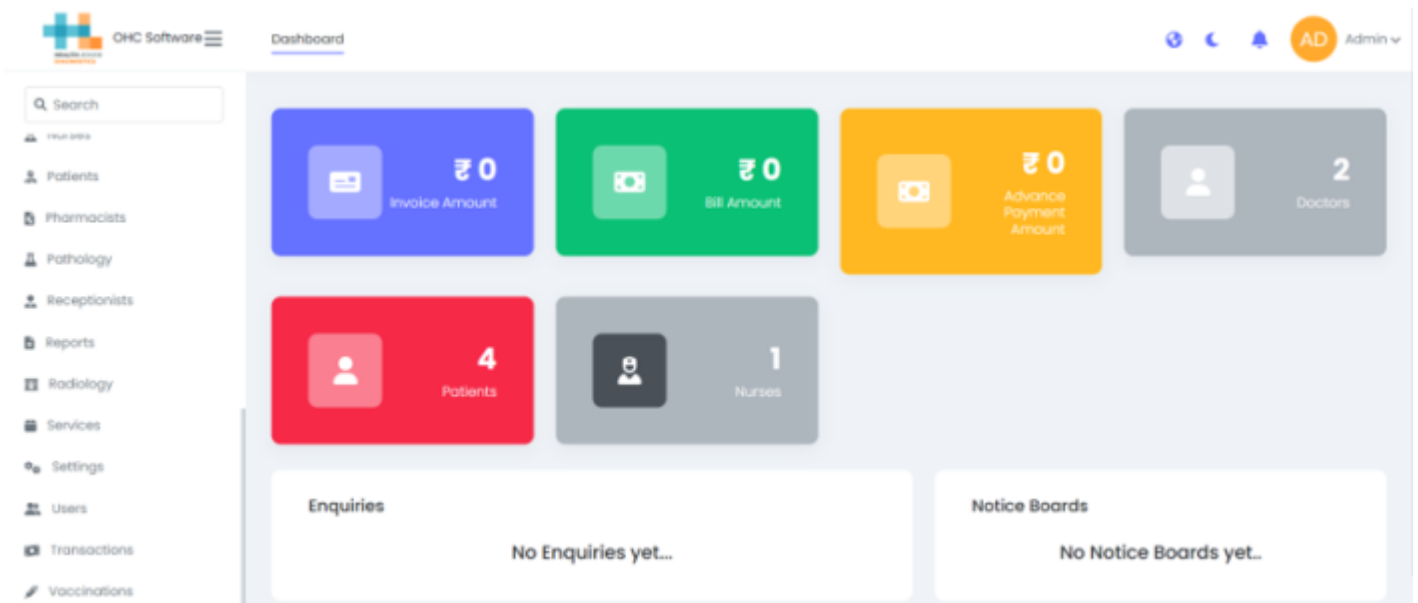 OHC Software
Dashboard
AD
Admin
Search
Nurses
Patients
Pharmacists
Pathology
Receptionists
Reports
Radiology
Services
Settings
Users
Transactions
Vaccinations
₹ 0
Invoice Amount
₹ 0
Bill Amount
₹ 0
Advance
Payment
Amount
2
Doctors
4
Patients
1
Nurses
Enquiries
No Enquiries yet...
Notice Boards
No Notice Boards yet..